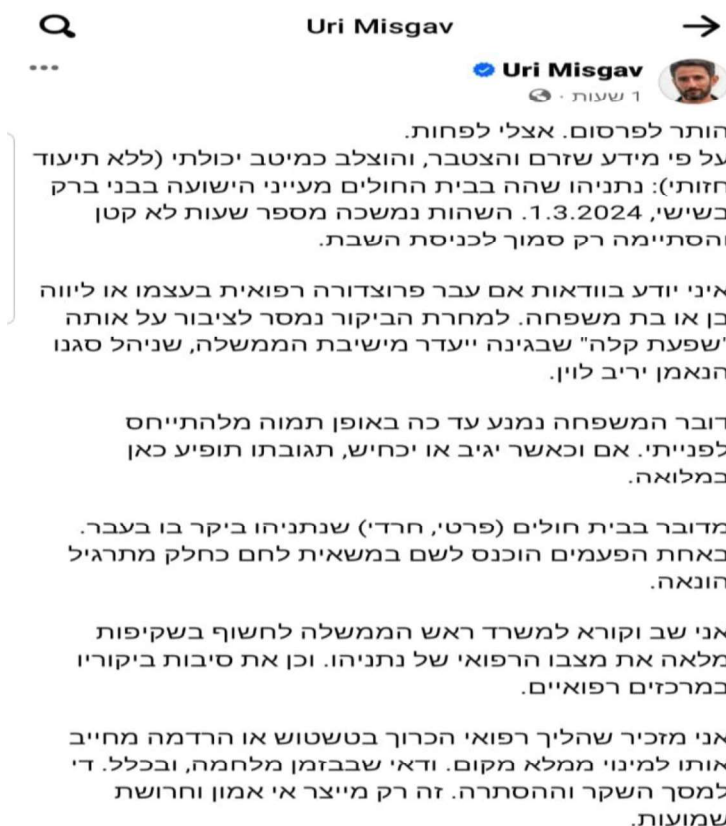 Uri Misgav
Uri Misgav
1 שעות
הותר לפרסום. אצלי לפחות.
על פי מידע שזרם והצטבר, והוצלב כמיטב יכולתי (ללא תיעוד
חזותי): נתניהו שהה בבית החולים מעייני הישועה בבני ברק
בשישי, 1.3.2024. השהות נמשכה מספר שעות לא קטן
והסתיימה רק סמוך לכניסת השבת.
איני יודע בוודאות אם עבר פרוצדורה רפואית בעצמו או ליווה
בן או בת משפחה. למחרת הביקור נמסר לציבור על אותה
"שפעת קלה" שבגינה ייעדר מישיבת הממשלה, שניהל סגנו
הנאמן יריב לוין.
דובר המשפחה נמנע עד כה באופן תמוה מלהתייחס
לפנייתי. אם וכאשר יגיב או יכחיש, תגובתו תופיע כאן
במלואה.
מדובר בבית חולים (פרטי, חרדי) שנתניהו ביקר בו בעבר.
באחת הפעמים הוכנס לשם במשאית לחם כחלק מתרגיל
הונאה.
אני שב וקורא למשרד ראש הממשלה לחשוף בשקיפות
מלאה את מצבו הרפואי של נתניהו. וכן את סיבות ביקוריו
במרכזים רפואיים.
אני מזכיר שהליך רפואי הכרוך בטשטוש או הרדמה מחייב
אותו למינוי ממלא מקום. ודאי שבבזמן מלחמה, ובכלל. די
למסך השקר וההסתרה. זה רק מייצר אי אמון וחרושת
שמועות.